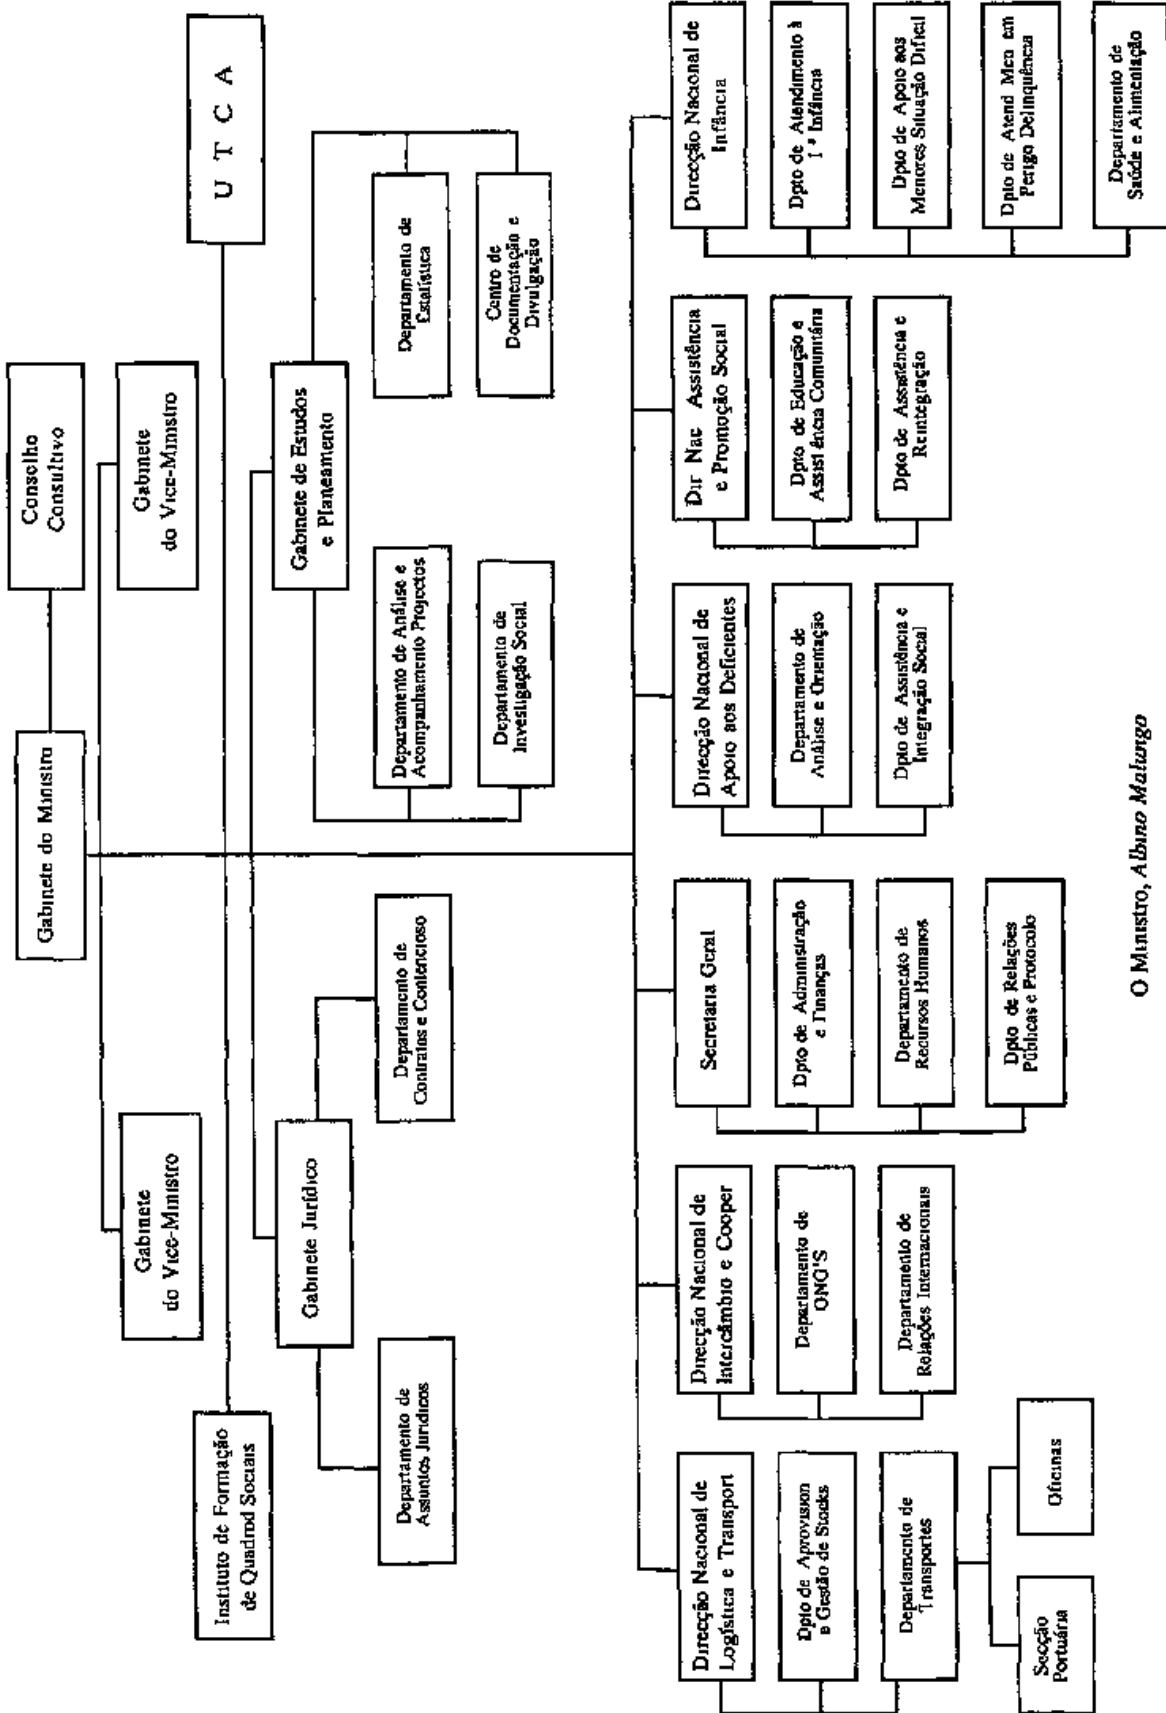 Conselho
Consultivo
Gabinete do Ministro
Gabinete
do Vice-Ministro
Gabinete
do Vice-Ministro
U T C A
Instituto de Formação
de Quadrod Sociais
Gabinete Jurídico
Gabinete de Estudos
e Planeamento
Departamento de
Assuntos Jurídicos
Departamento de
Contratos e Contencioso
Departamento de Análise e
Acompanhamento Projectos
Departamento de
Estatística
Departamento de
Investigação Social
Centro de
Documentação e
Divulgação
Direcção Nacional de
Logística e Transport
Dpto de Aprovision
e Gestão de Stocks
Departamento de
Transportes
Secção
Portuária
Oficinas
Direcção Nacional de
Intercâmbio e Cooper
Departamento de
ONG'S
Departamento de
Relações Internacionais
Secretaria Geral
Dpto de Administração
e Finanças
Departamento de
Recursos Humanos
Dpto de Relações
Públicas e Protocolo
Direcção Nacional de
Apoio aos Deficientes
Departamento de
Análise e Orientação
Dpto de Assistência e
Integração Social
Dir Nac Assistência
e Promoção Social
Dpto de Educação e
Assistência Comunitária
Dpto de Assistência e
Reintegração
Direcção Nacional de
Infância
Dpto de Atendimento à
1ª Infância
Dpto de Apoio aos
Menores Situação Difícil
Dpto de Atend Men em
Perigo Delinquência
Departamento de
Saúde e Alimentação
O Ministro, Albino Malungo